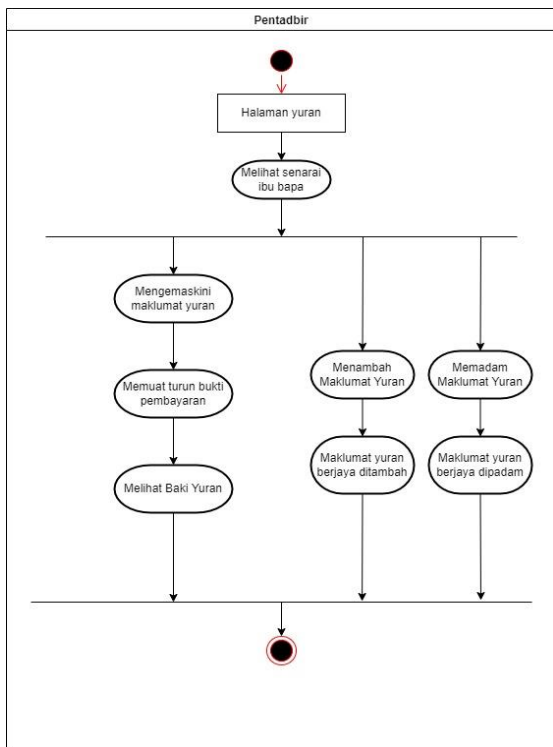 Pentadbir
Halaman yuran
Melihat senarai
ibu bapa
Mengemaskini
maklumat yuran
Memuat turun bukti
pembayaran
Melihat Baki Yuran
Menambah
Maklumat Yuran
Maklumat yuran
berjaya ditambah
Memadam
Maklumat Yuran
Maklumat yuran
berjaya dipadam